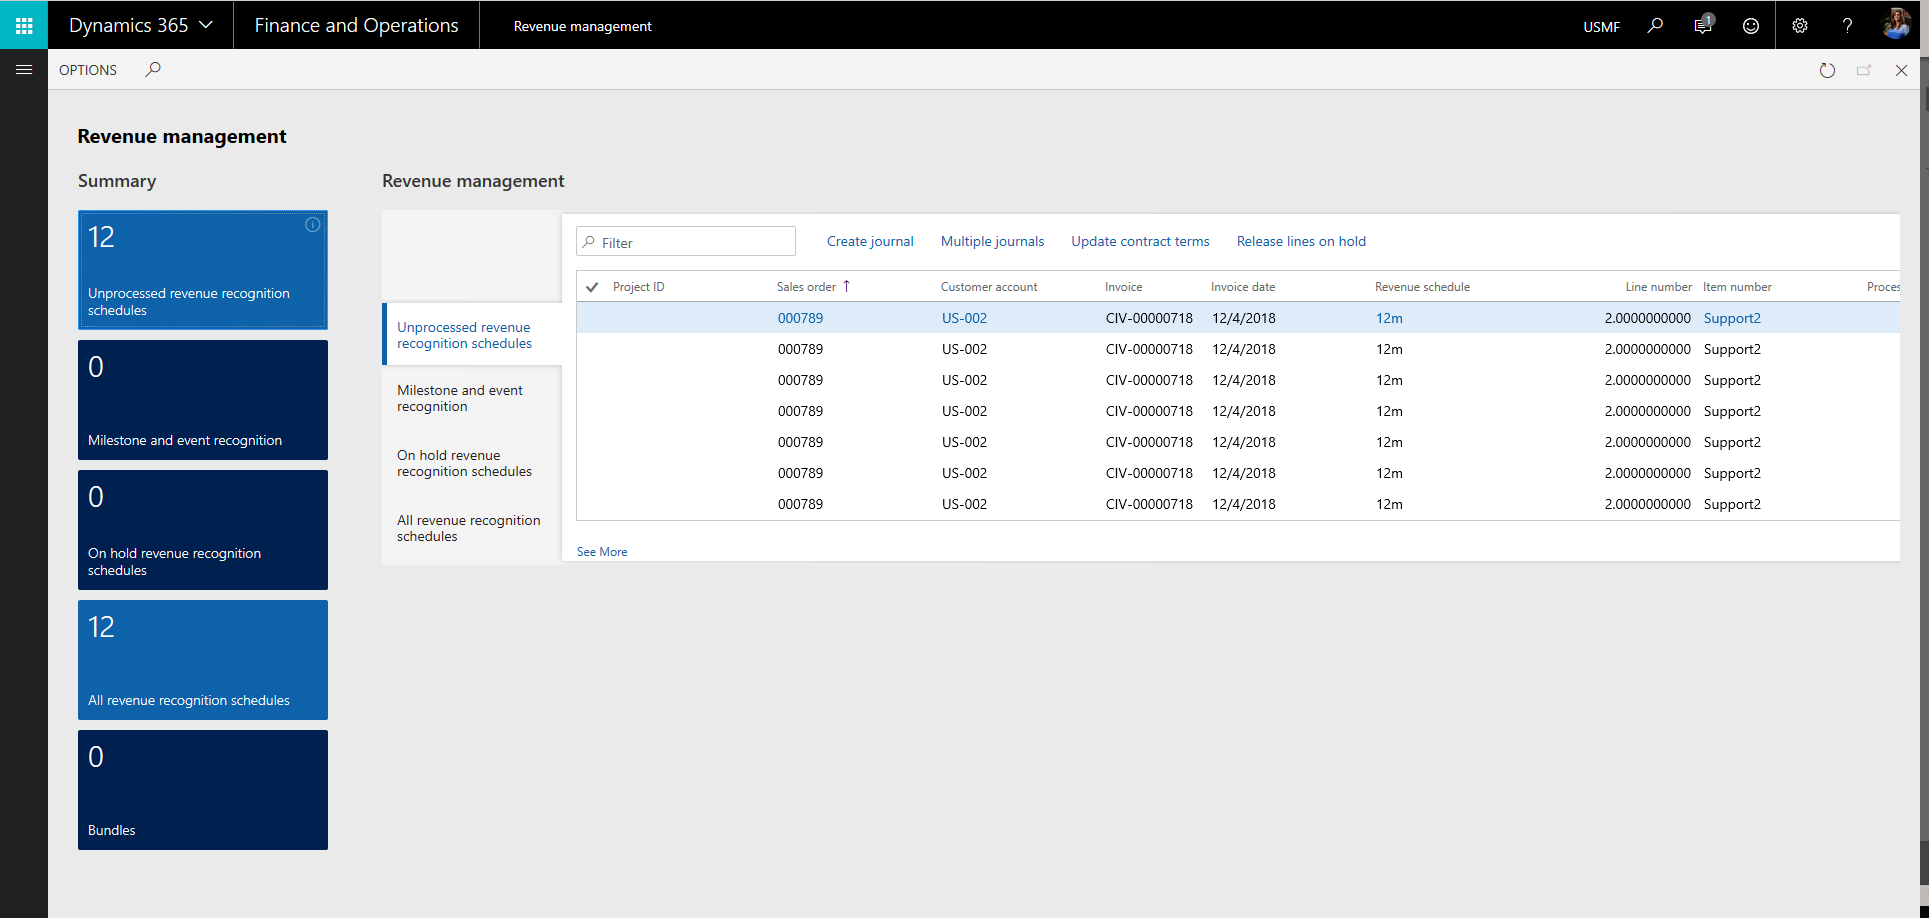 Dynamics 365
Finance and Operations
Revenue management
USMF
1
?
OPTIONS
Revenue management
Summary
12
Unprocessed revenue recognition
schedules
0
Milestone and event recognition
0
On hold revenue recognition
schedules
12
All revenue recognition schedules
0
Bundles
Revenue management
Unprocessed revenue
recognition schedules
Milestone and event
recognition
On hold revenue
recognition schedules
All revenue recognition
schedules
Filter Create journal Multiple journals Update contract terms Release lines on hold
Project ID Sales order ↑ Customer account Invoice Invoice date Revenue schedule Line number Item number Proces
000789 US-002 CIV-00000718 12/4/2018 12m 2.0000000000 Support2
000789 US-002 CIV-00000718 12/4/2018 12m 2.0000000000 Support2
000789 US-002 CIV-00000718 12/4/2018 12m 2.0000000000 Support2
000789 US-002 CIV-00000718 12/4/2018 12m 2.0000000000 Support2
000789 US-002 CIV-00000718 12/4/2018 12m 2.0000000000 Support2
000789 US-002 CIV-00000718 12/4/2018 12m 2.0000000000 Support2
000789 US-002 CIV-00000718 12/4/2018 12m 2.0000000000 Support2
See More